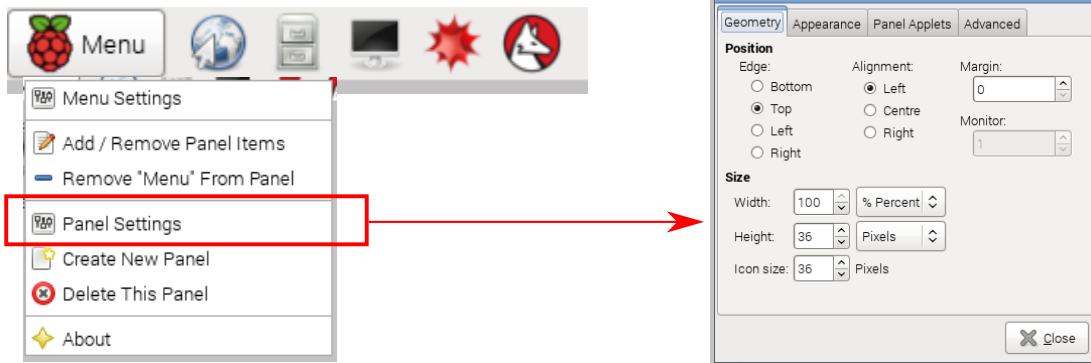 Menu
Menu Settings
Add / Remove Panel Items
Remove "Menu" From Panel
Panel Settings
Create New Panel
Delete This Panel
About
Geometry Appearance Panel Applets Advanced
Position
Edge: Alignment: Margin:
Bottom Left 0
Top Centre Monitor:
Left Right 1
Right
Size
Width: 100 % Percent
Height: 36 Pixels
Icon size: 36 Pixels
Close